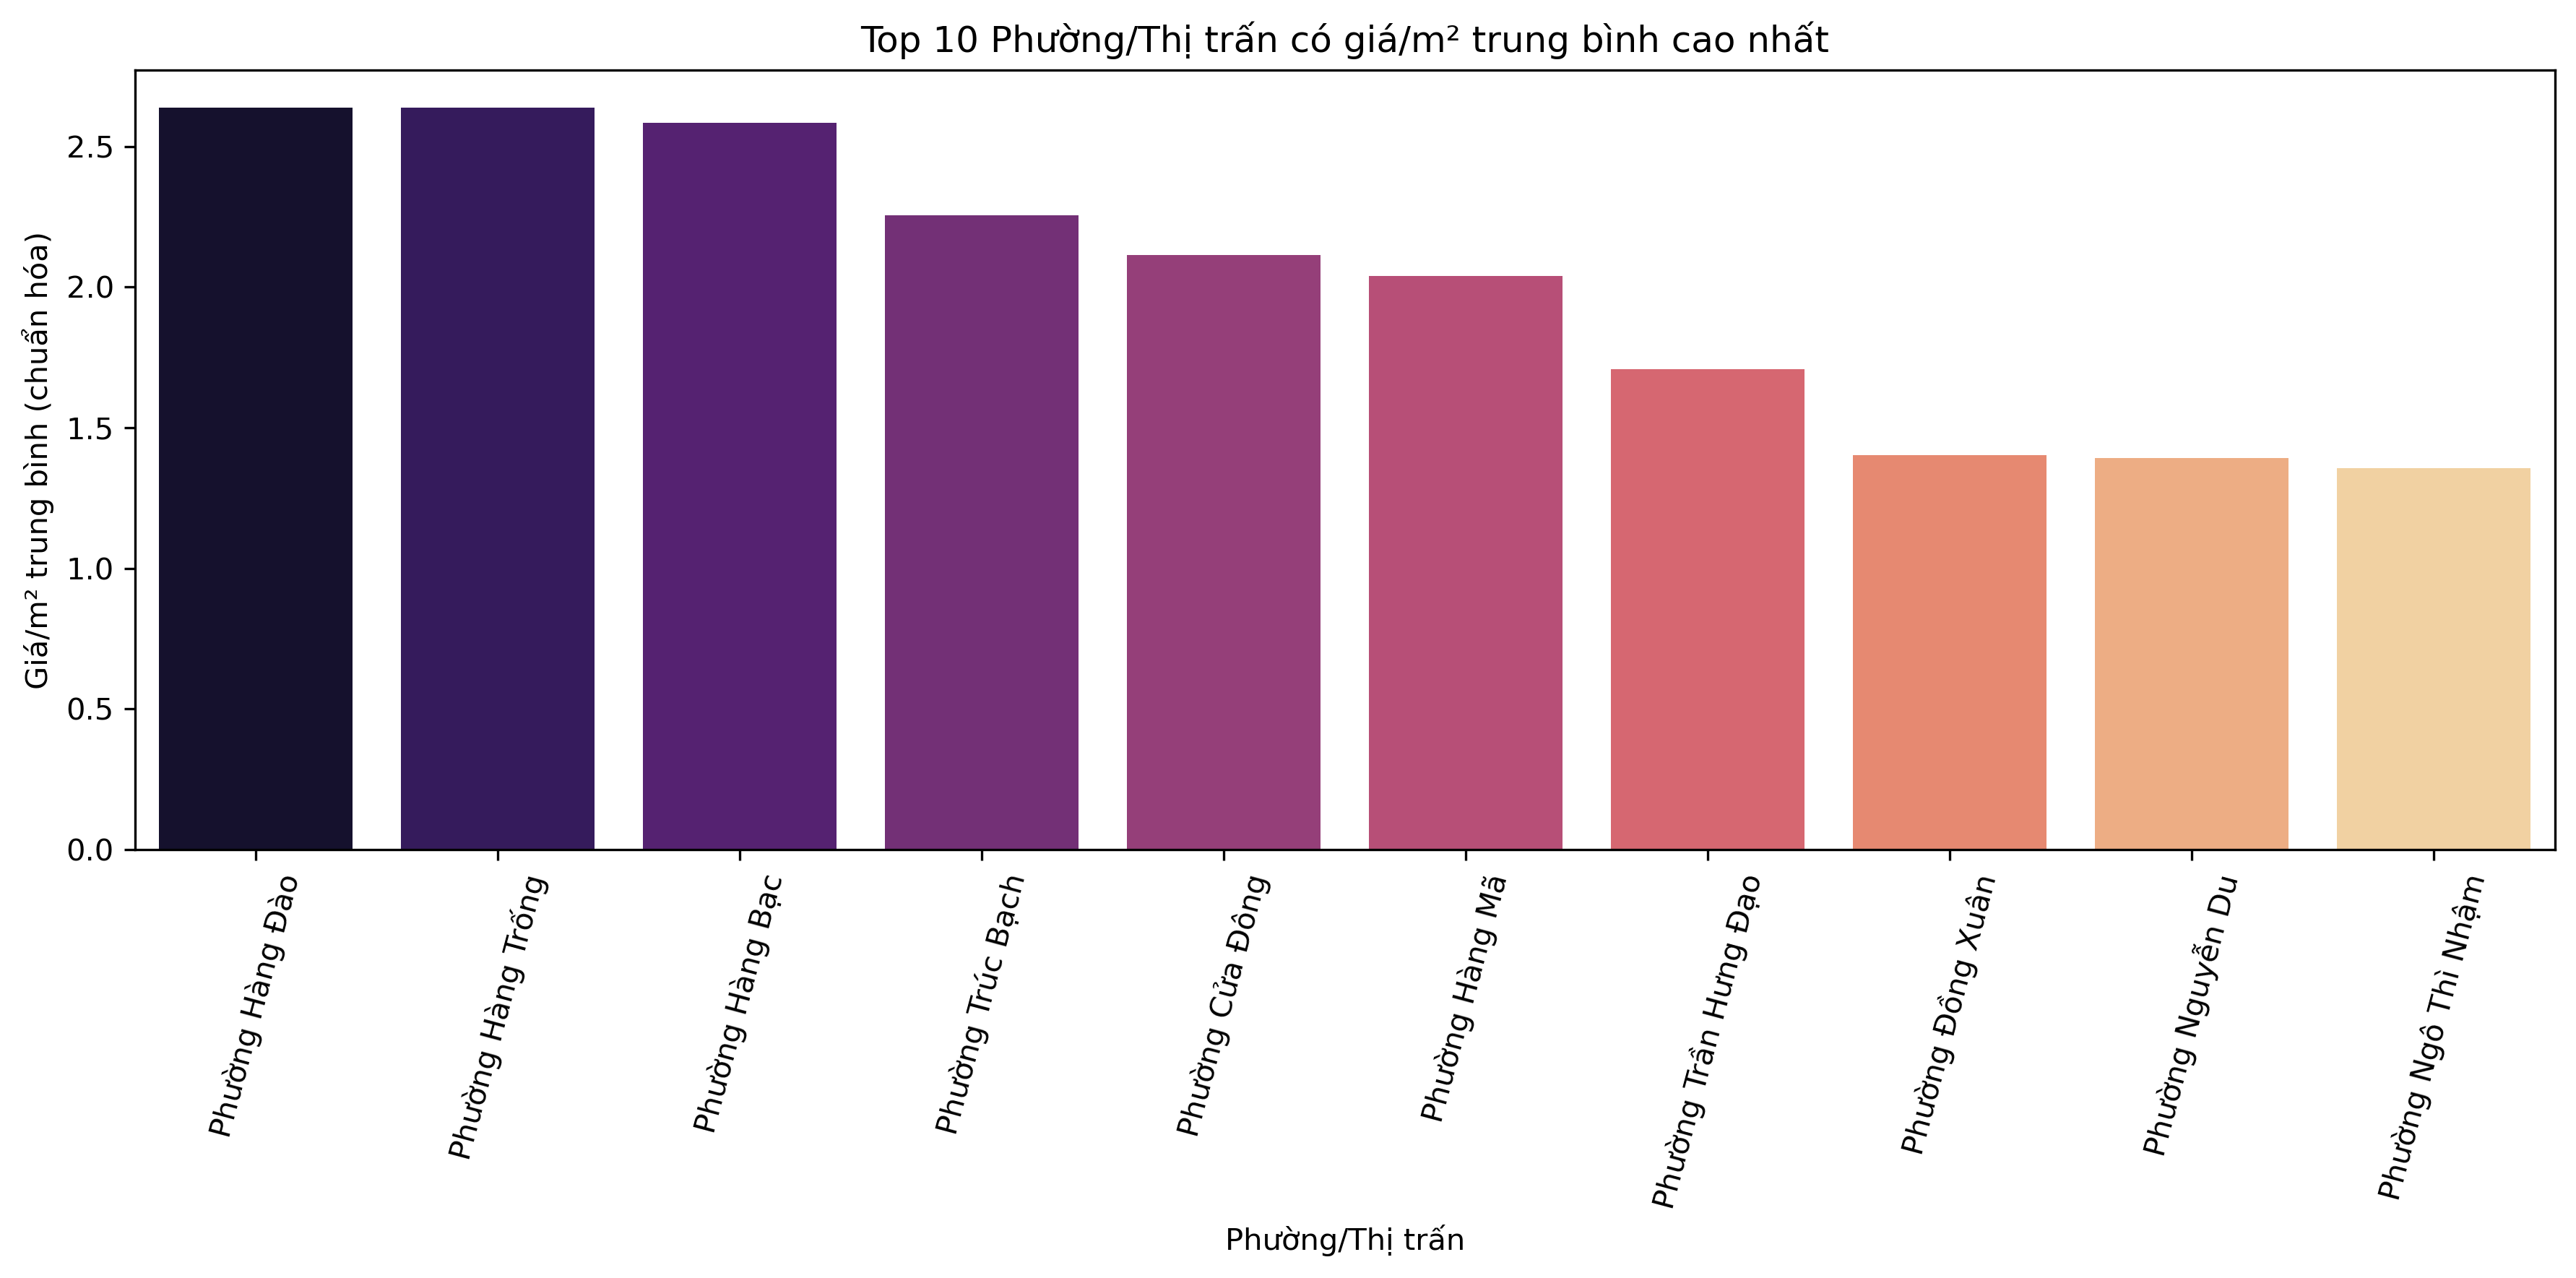 Top 10 Phường/Thị trấn có giá/m² trung bình cao nhất
Giá/m² trung bình (chuẩn hóa)
2.5
2.0
1.5
1.0
0.5
0.0
Phường Hàng Đào
Phường Hàng Trống
Phường Hàng Bạc
Phường Trúc Bạch
Phường Cửa Đông
Phường Hàng Mã
Phường Trần Hưng Đạo
Phường Đồng Xuân
Phường Nguyễn Du
Phường Ngô Thì Nhậm
Phường/Thị trấn